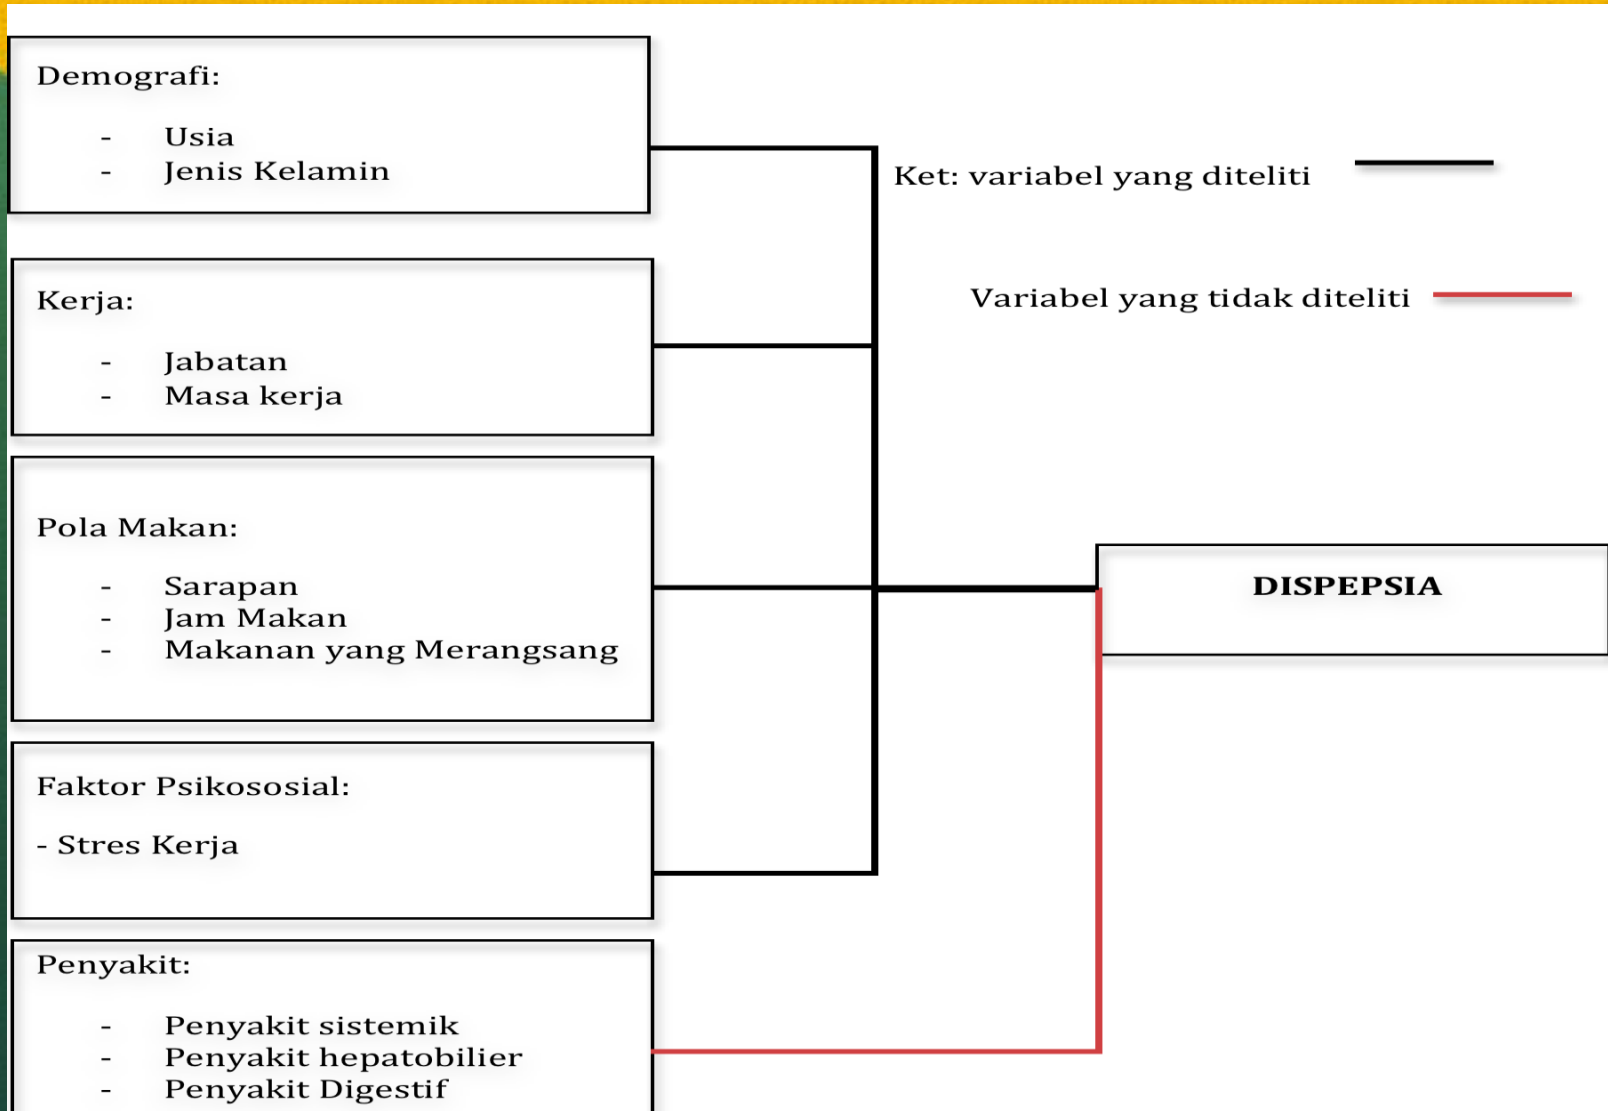 Demografi:
- Usia
- Jenis Kelamin
Ket: variabel yang diteliti
Kerja:
- Jabatan
- Masa kerja
Variabel yang tidak diteliti
Pola Makan:
- Sarapan
- Jam Makan
- Makanan yang Merangsang
DISPEPSIA
Faktor Psikososial:
- Stres Kerja
Penyakit:
- Penyakit sistemik
- Penyakit hepatobilier
- Penyakit Digestif